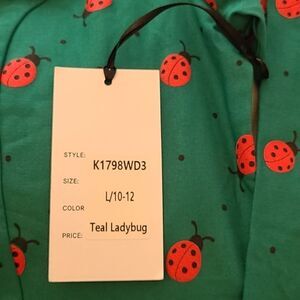 STYLE: K1798WD3
SIZE: L/10-12
COLOR
PRICE: Teal Ladybug